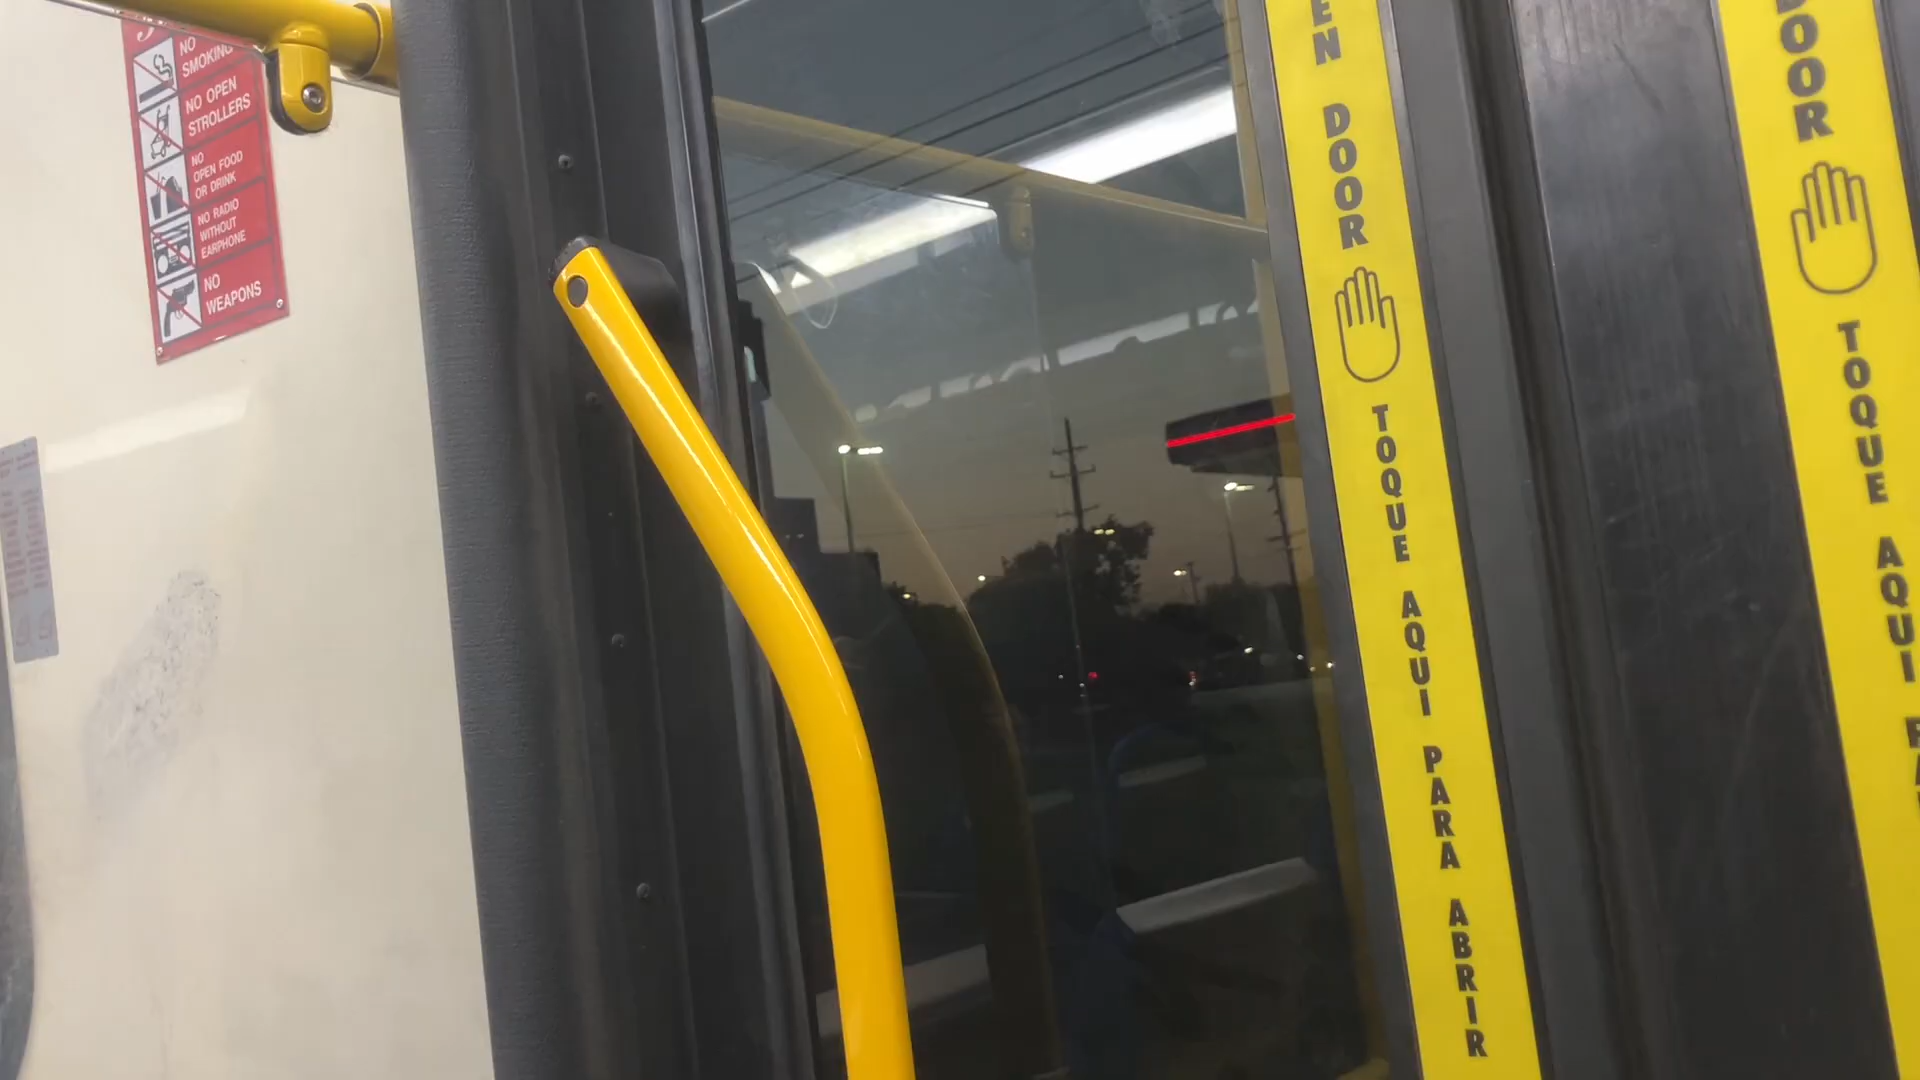 NO
SMOKING
NO OPEN
STROLLERS
NO
OPEN FOOD
OR DRINK
NO RADIO
WITHOUT
EARPHONE
NO
WEAPONS
EN DOOR
TOQUE AQUI PARA ABRIR
DOOR
TOQUE AQUI